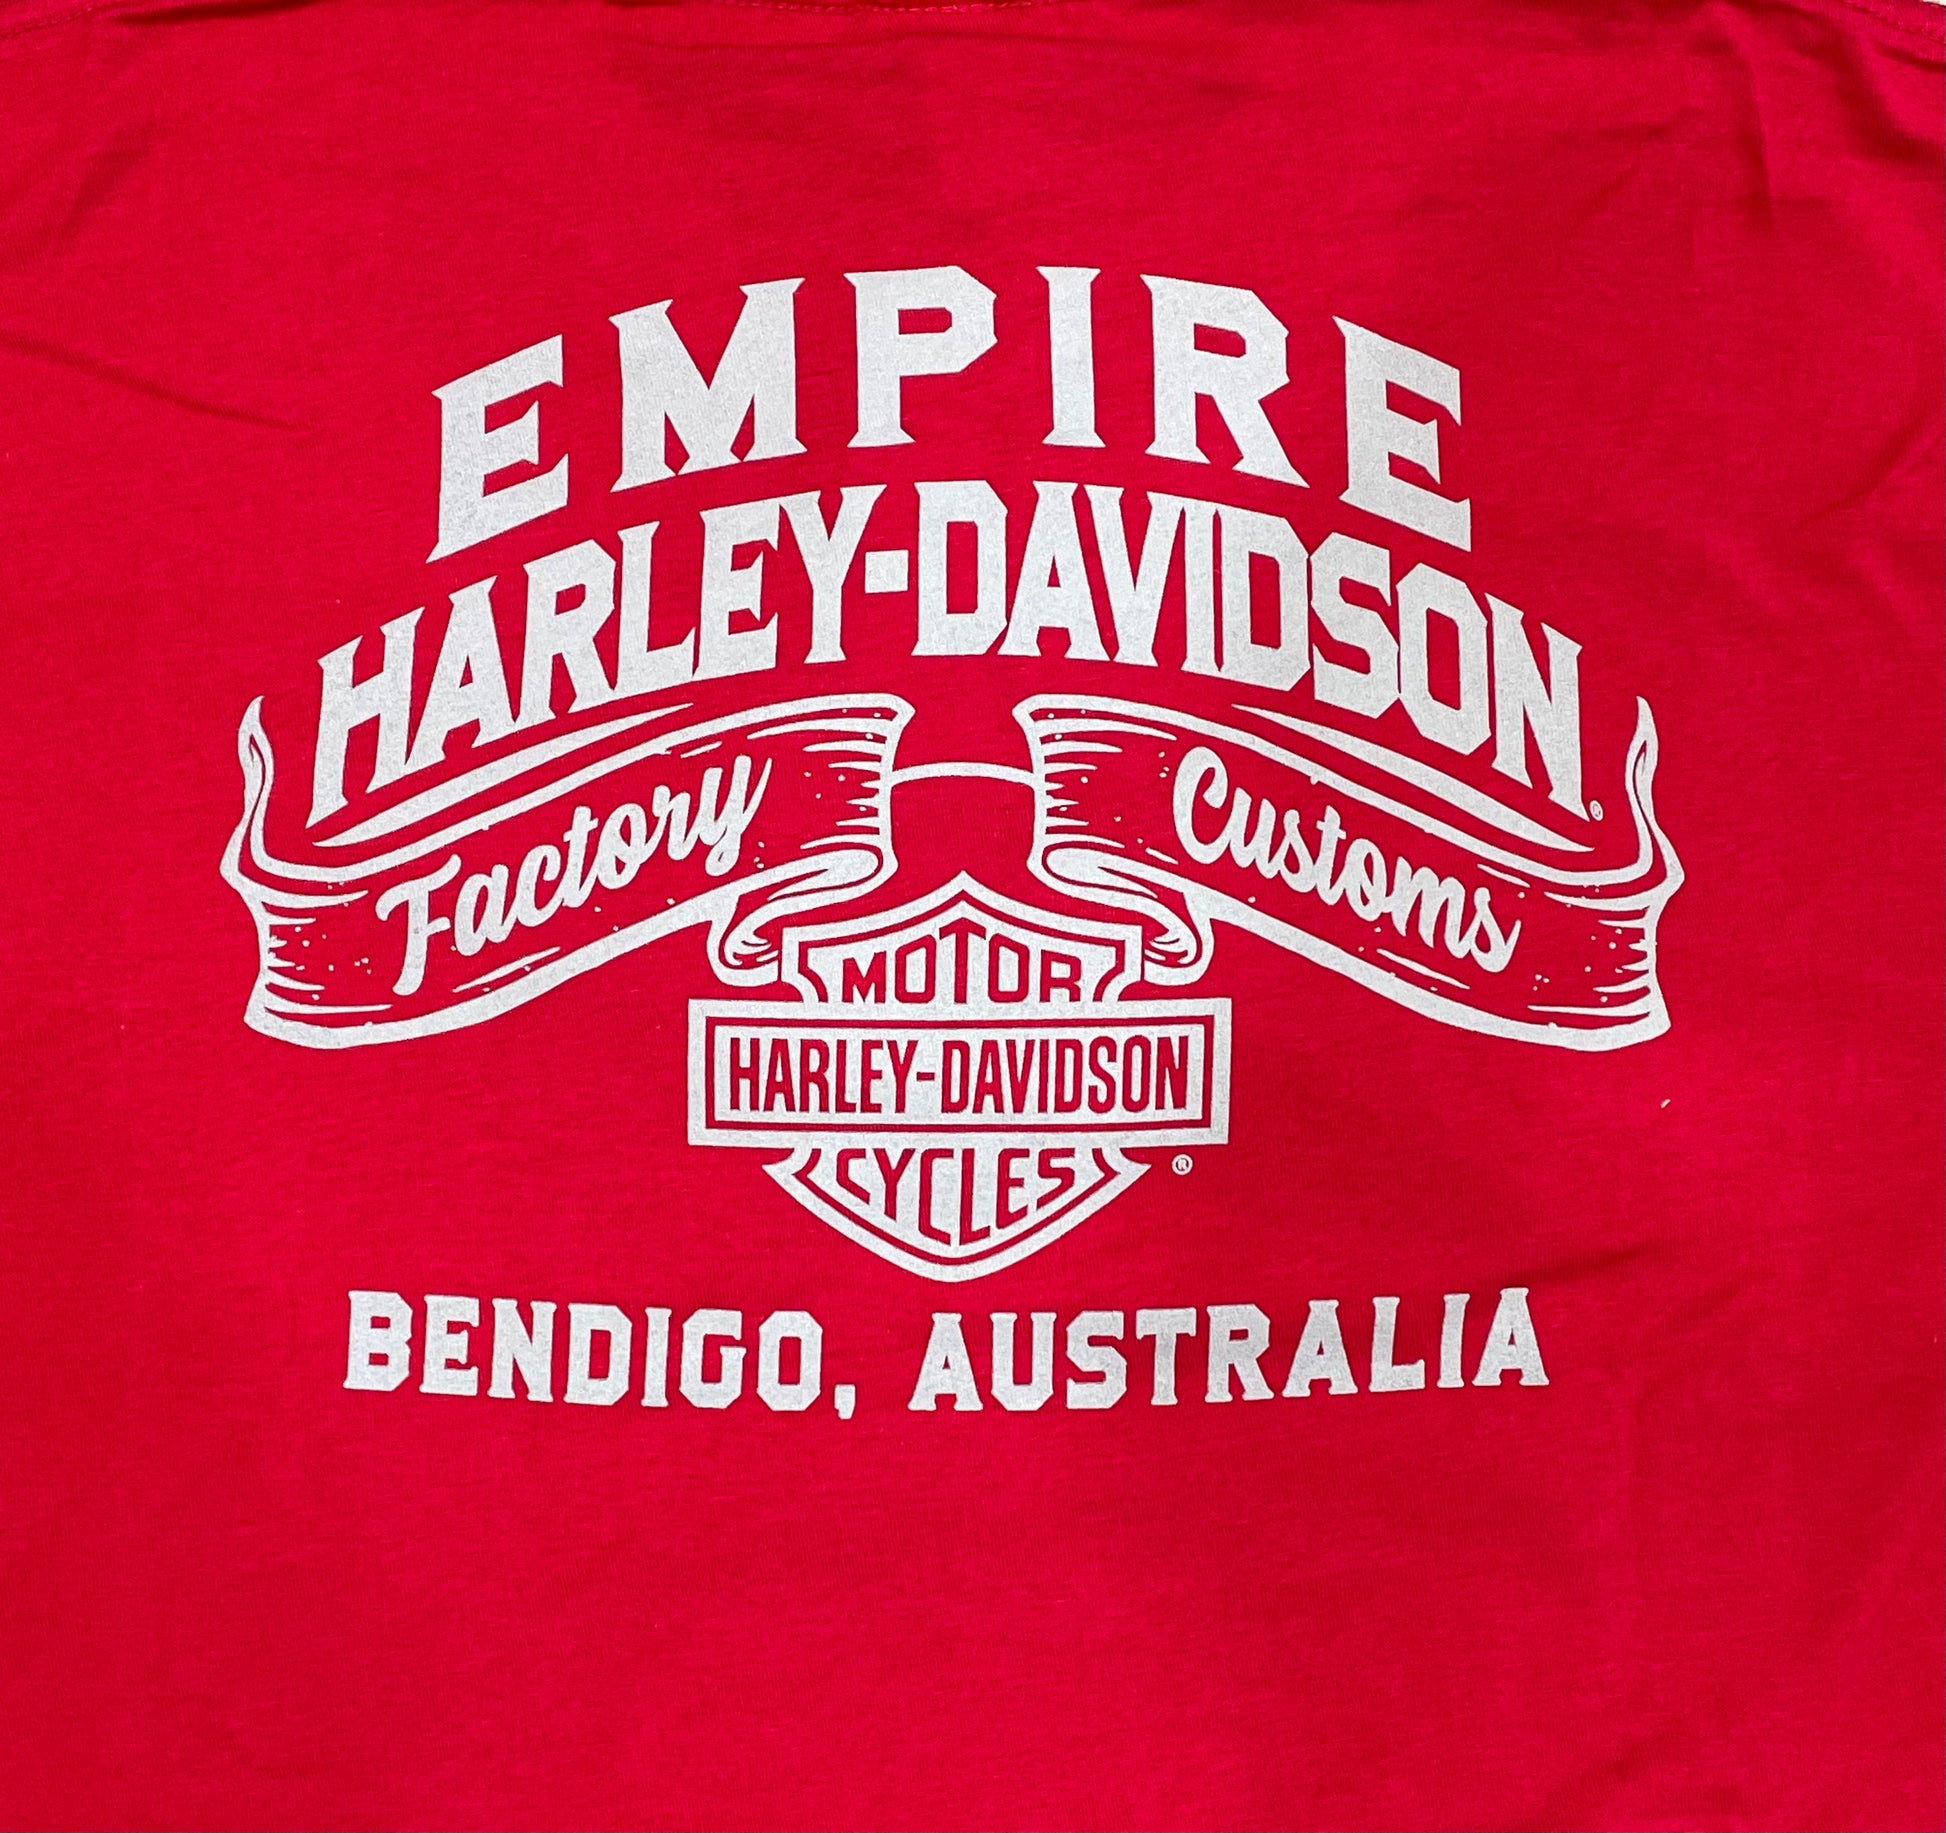 EMPIRE
HARLEY-DAVIDSON®
Factory Customs
MOTOR
HARLEY-DAVIDSON
CYCLES ®
BENDIGO, AUSTRALIA